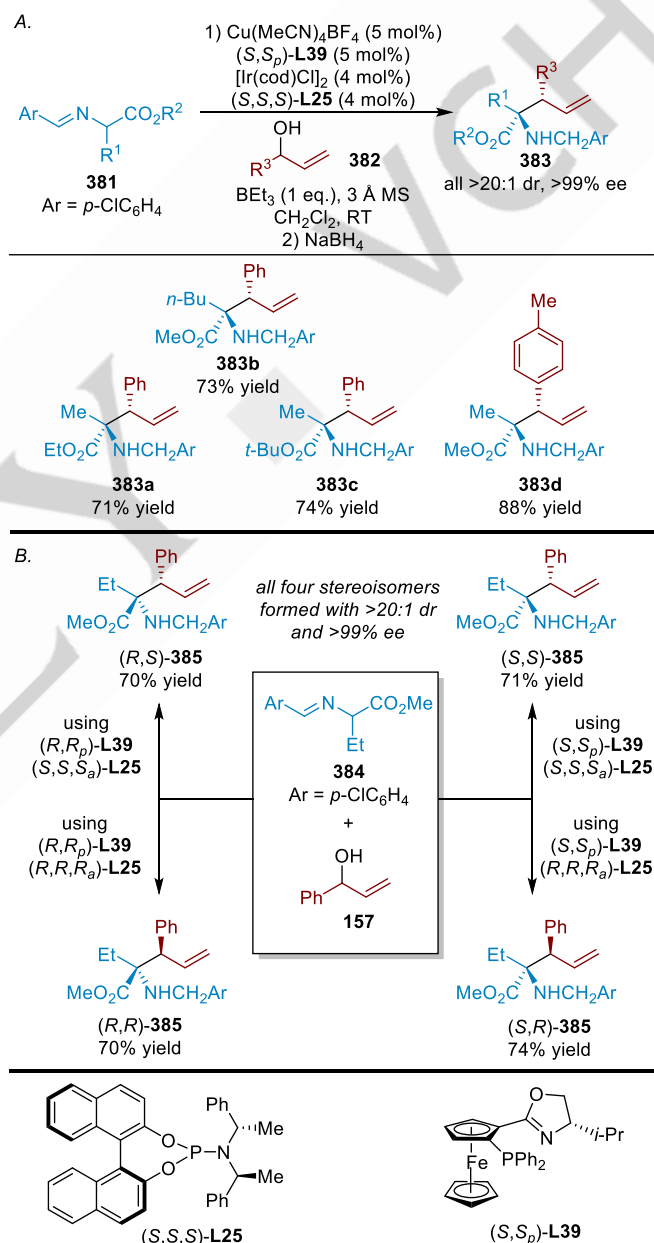 A.
1) Cu(MeCN)4BF4 (5 mol%)
(S,Sp)-L39 (5 mol%)
[Ir(cod)Cl]2 (4 mol%)
(S,S,S)-L25 (4 mol%)
Ar N CO2R2
R1
381
Ar = p-ClC6H4
OH
R3
382
BEt3 (1 eq.), 3 Å MS
CH2Cl2, RT
2) NaBH4
R3
R1
R2O2C NHCH2Ar
383
all >20:1 dr, >99% ee
Ph
n-Bu
MeO2C NHCH2Ar
383b
73% yield
Ph
Me
EtO2C NHCH2Ar
383a
71% yield
Ph
Me
t-BuO2C NHCH2Ar
383c
74% yield
Me
Me
MeO2C NHCH2Ar
383d
88% yield
B.
Ph
Et
MeO2C NHCH2Ar
(R,S)-385
70% yield
all four stereoisomers
formed with >20:1 dr
and >99% ee
Ph
Et
MeO2C NHCH2Ar
(S,S)-385
71% yield
using
(R,Rp)-L39
(S,S,Sa)-L25
using
(R,Rp)-L39
(R,R,Ra)-L25
Ar N CO2Me
Et
384
Ar = p-ClC6H4
+
OH
Ph
157
using
(S,Sp)-L39
(S,S,Sa)-L25
using
(S,Sp)-L39
(R,R,Ra)-L25
Ph
Et
MeO2C NHCH2Ar
(R,R)-385
70% yield
Ph
Et
MeO2C NHCH2Ar
(S,R)-385
74% yield
Ph
Me
O
P N
O
Me
Ph
(S,S,S)-L25
O
N
i-Pr
PPh2
Fe
(S,Sp)-L39
VCH